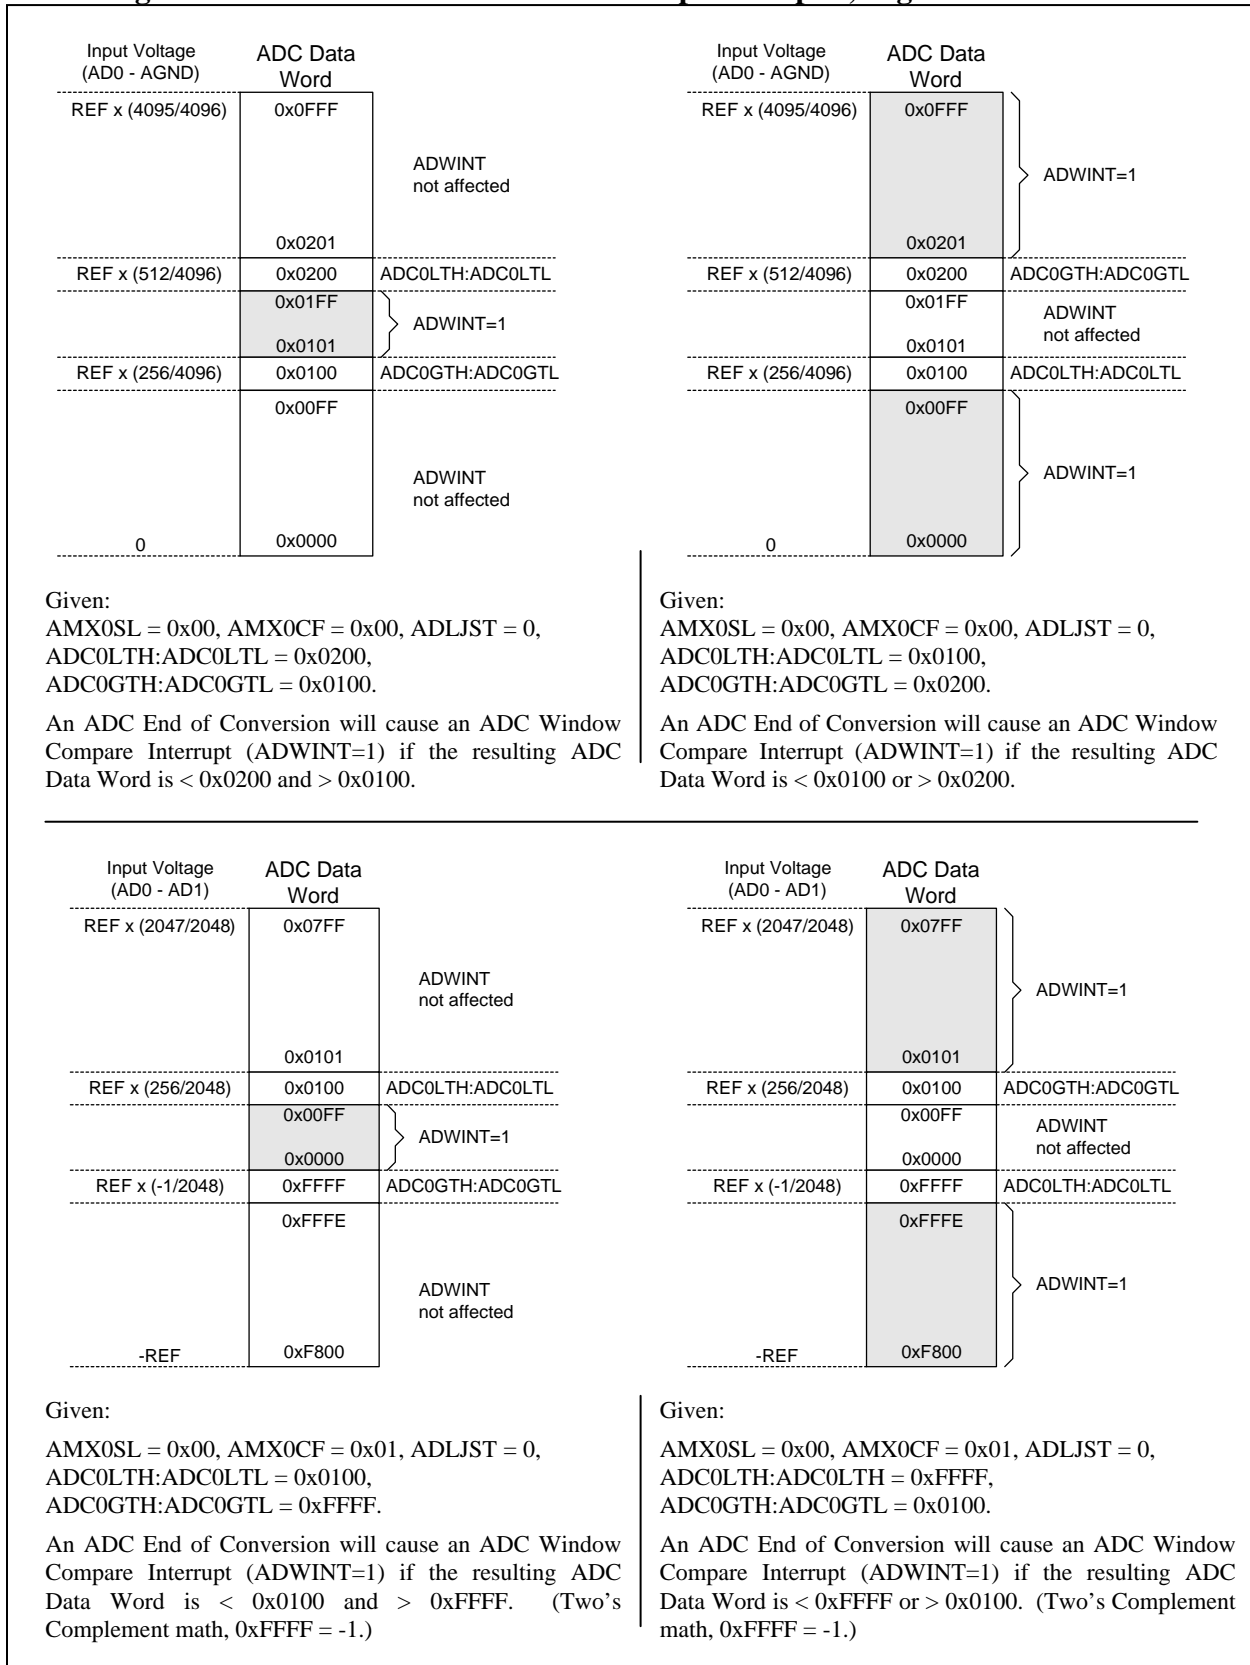 Input Voltage
(AD0 - AGND)
ADC Data
Word
REF x (4095/4096)
0x0FFF
ADWINT
not affected
0x0201
REF x (512/4096)
0x0200
ADC0LTH:ADC0LTL
0x01FF
ADWINT=1
0x0101
REF x (256/4096)
0x0100
ADC0GTH:ADC0GTL
0x00FF
ADWINT
not affected
0
0x0000
Given:
AMX0SL = 0x00, AMX0CF = 0x00, ADLJST = 0,
ADC0LTH:ADC0LTL = 0x0200,
ADC0GTH:ADC0GTL = 0x0100.
An ADC End of Conversion will cause an ADC Window
Compare Interrupt (ADWINT=1) if the resulting ADC
Data Word is < 0x0200 and > 0x0100.
Input Voltage
(AD0 - AGND)
ADC Data
Word
REF x (4095/4096)
0x0FFF
ADWINT=1
0x0201
REF x (512/4096)
0x0200
ADC0GTH:ADC0GTL
0x01FF
ADWINT
not affected
0x0101
REF x (256/4096)
0x0100
ADC0LTH:ADC0LTL
0x00FF
ADWINT=1
0
0x0000
Given:
AMX0SL = 0x00, AMX0CF = 0x00, ADLJST = 0,
ADC0LTH:ADC0LTL = 0x0100,
ADC0GTH:ADC0GTL = 0x0200.
An ADC End of Conversion will cause an ADC Window
Compare Interrupt (ADWINT=1) if the resulting ADC
Data Word is < 0x0100 or > 0x0200.
Input Voltage
(AD0 - AD1)
ADC Data
Word
REF x (2047/2048)
0x07FF
ADWINT
not affected
0x0101
REF x (256/2048)
0x0100
ADC0LTH:ADC0LTL
0x00FF
ADWINT=1
0x0000
REF x (-1/2048)
0xFFFF
ADC0GTH:ADC0GTL
0xFFFE
ADWINT
not affected
-REF
0xF800
Given:
AMX0SL = 0x00, AMX0CF = 0x01, ADLJST = 0,
ADC0LTH:ADC0LTL = 0x0100,
ADC0GTH:ADC0GTL = 0xFFFF.
An ADC End of Conversion will cause an ADC Window
Compare Interrupt (ADWINT=1) if the resulting ADC
Data Word is < 0x0100 and > 0xFFFF. (Two's
Complement math, 0xFFFF = -1.)
Input Voltage
(AD0 - AD1)
ADC Data
Word
REF x (2047/2048)
0x07FF
ADWINT=1
0x0101
REF x (256/2048)
0x0100
ADC0GTH:ADC0GTL
0x00FF
ADWINT
not affected
0x0000
REF x (-1/2048)
0xFFFF
ADC0LTH:ADC0LTL
0xFFFE
ADWINT=1
-REF
0xF800
Given:
AMX0SL = 0x00, AMX0CF = 0x01, ADLJST = 0,
ADC0LTH:ADC0LTH = 0xFFFF,
ADC0GTH:ADC0GTL = 0x0100.
An ADC End of Conversion will cause an ADC Window
Compare Interrupt (ADWINT=1) if the resulting ADC
Data Word is < 0xFFFF or > 0x0100. (Two's Complement
math, 0xFFFF = -1.)